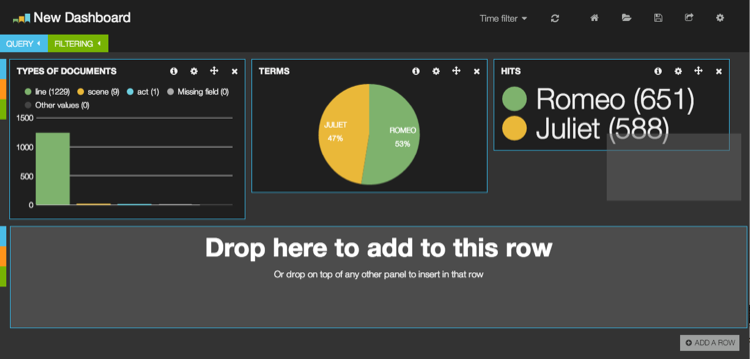 New Dashboard
Time filter
QUERY
FILTERING
TYPES OF DOCUMENTS
line (1229) scene (9) act (1) Missing field (0)
Other values (0)
1500
1000
500
0
TERMS
JULIET
47%
ROMEO
53%
HITS
Romeo (651)
Juliet (588)
Drop here to add to this row
Or drop on top of any other panel to insert in that row
ADD A ROW